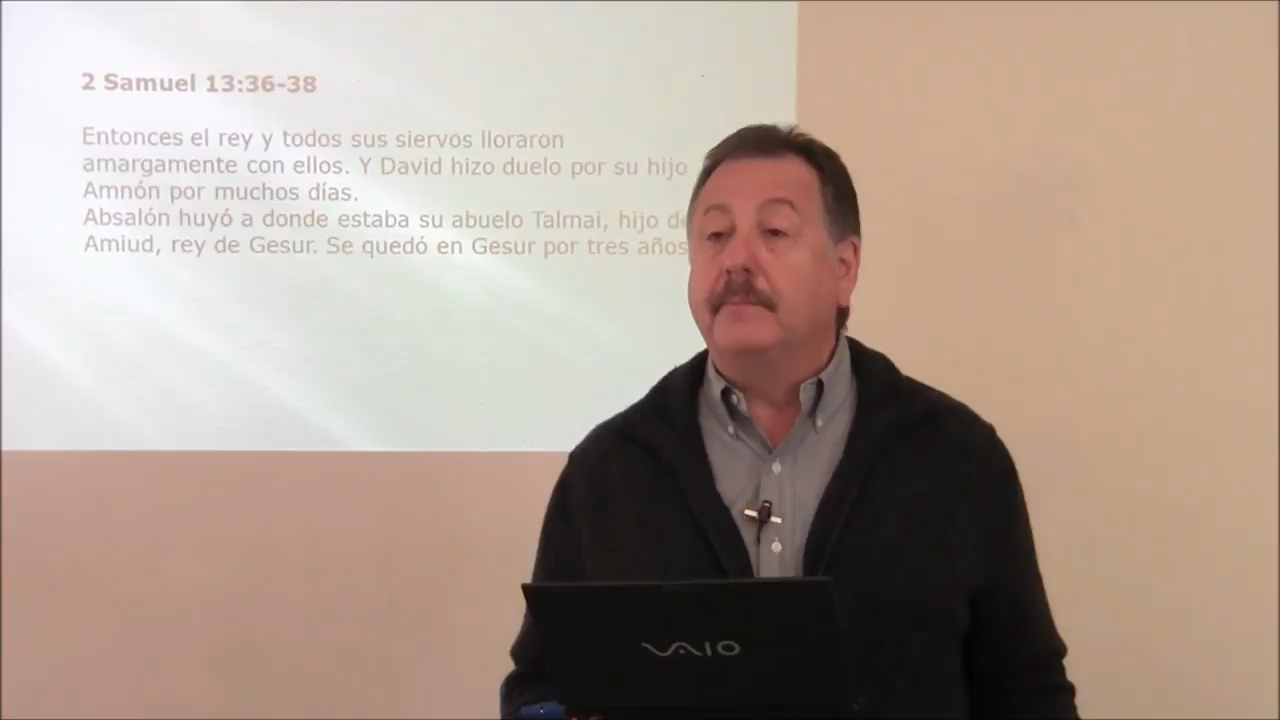 2 Samuel 13:36-38
Entonces el rey y todos sus siervos lloraron
amargamente con ellos. Y David hizo duelo por su hijo
Amnón por muchos días.
Absalón huyó a donde estaba su abuelo Talmai, hijo de
Amiud, rey de Gesur. Se quedó en Gesur por tres años
VAIO